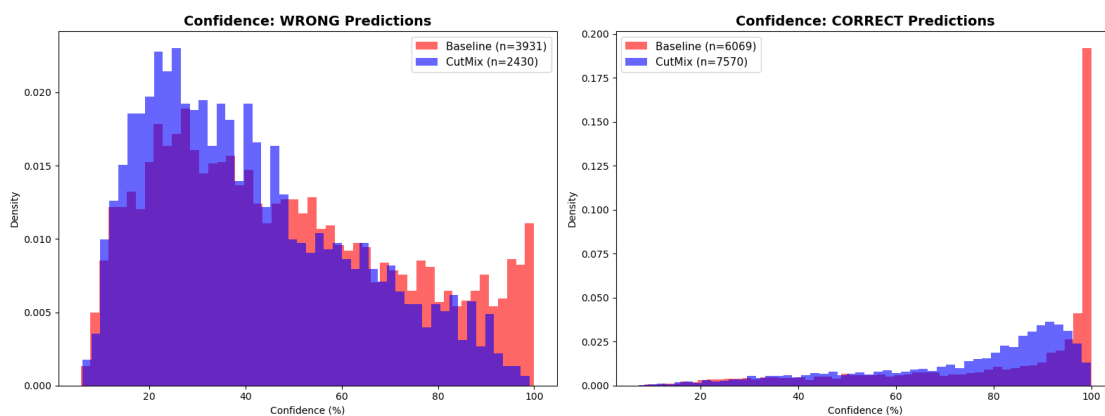 Confidence: WRONG Predictions
Baseline (n=3931)
CutMix (n=2430)
0.020
0.015
0.010
0.005
0.000
Density
20 40 60 80 100
Confidence (%)
Confidence: CORRECT Predictions
Baseline (n=6069)
CutMix (n=7570)
0.200
0.175
0.150
0.125
0.100
0.075
0.050
0.025
0.000
Density
20 40 60 80 100
Confidence (%)